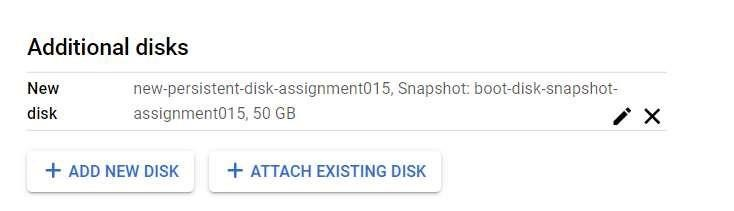 Additional disks
New disk
new-persistent-disk-assignment015, Snapshot: boot-disk-snapshot-
assignment015, 50 GB
+ ADD NEW DISK
+ ATTACH EXISTING DISK